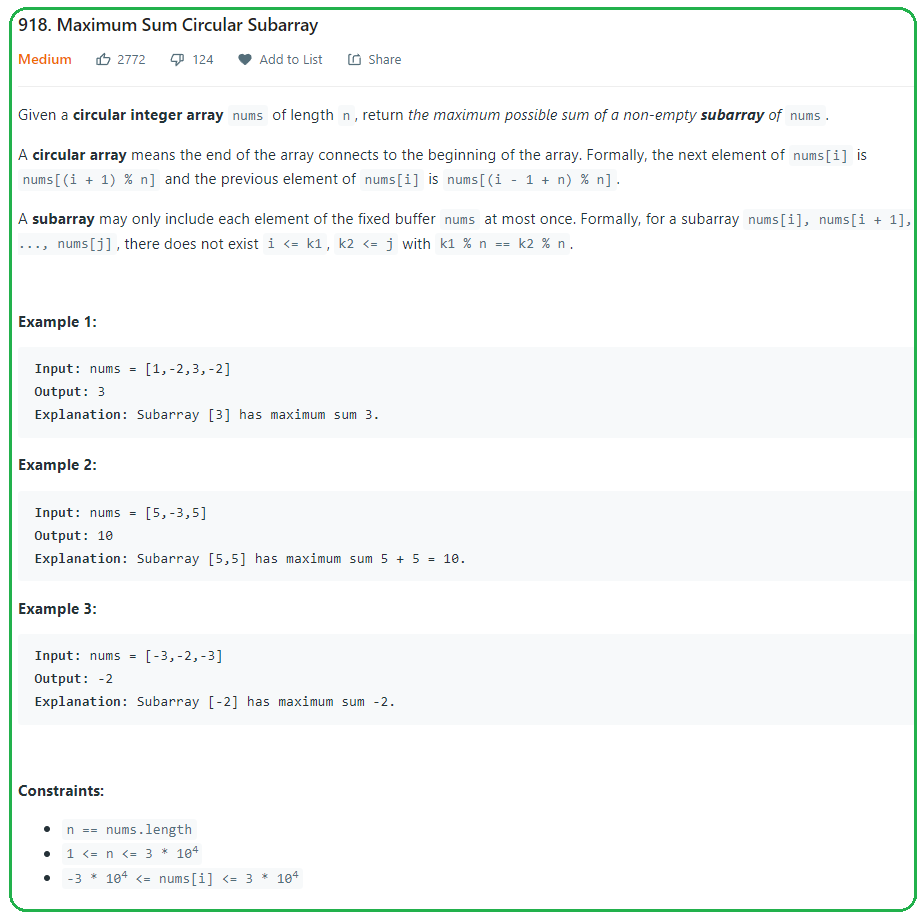 918. Maximum Sum Circular Subarray
Medium 2772 124 Add to List Share
Given a circular integer array nums of length n, return the maximum possible sum of a non-empty subarray of nums.
A circular array means the end of the array connects to the beginning of the array. Formally, the next element of nums[i] is
nums[(i + 1) % n] and the previous element of nums[i] is nums[(i - 1 + n) % n].
A subarray may only include each element of the fixed buffer nums at most once. Formally, for a subarray nums[i], nums[i + 1],
..., nums[j], there does not exist i <= k1, k2 <= j with k1 % n == k2 % n.
Example 1:
Input: nums = [1,-2,3,-2]
Output: 3
Explanation: Subarray [3] has maximum sum 3.
Example 2:
Input: nums = [5,-3,5]
Output: 10
Explanation: Subarray [5,5] has maximum sum 5 + 5 = 10.
Example 3:
Input: nums = [-3,-2,-3]
Output: -2
Explanation: Subarray [-2] has maximum sum -2.
Constraints:
n == nums.length
1 <= n <= 3 * 10⁴
-3 * 10⁴ <= nums[i] <= 3 * 10⁴